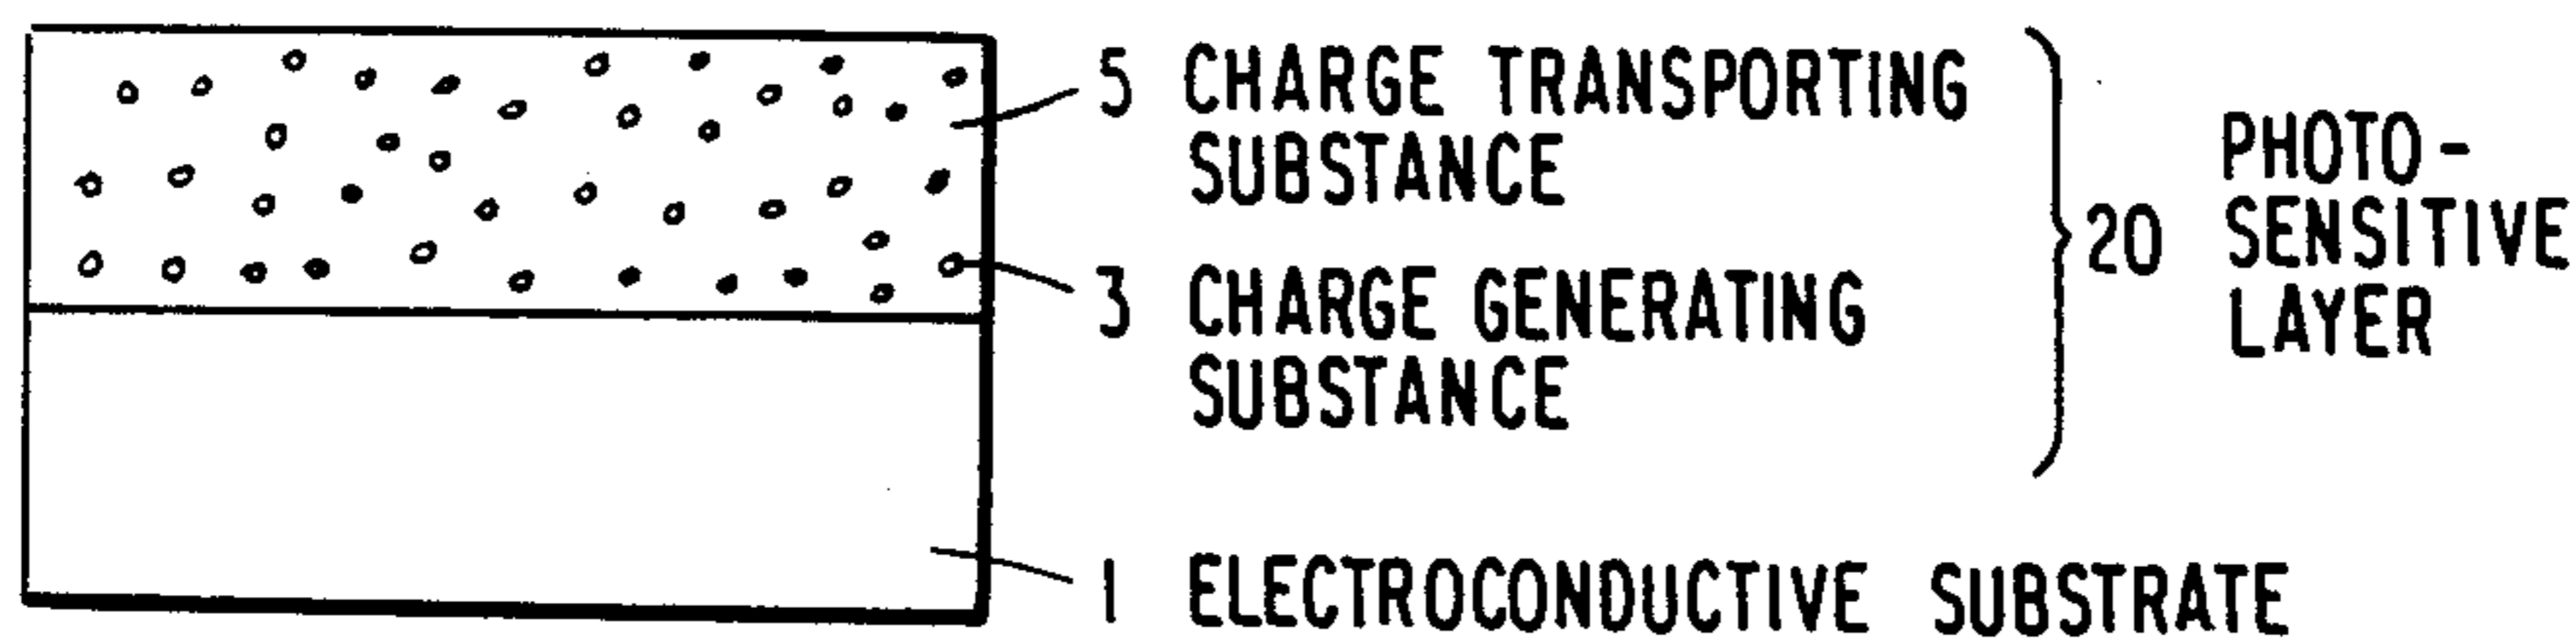 5 CHARGE TRANSPORTING
SUBSTANCE
3 CHARGE GENERATING
SUBSTANCE
20 PHOTO-
SENSITIVE
LAYER
1 ELECTROCONDUCTIVE SUBSTRATE